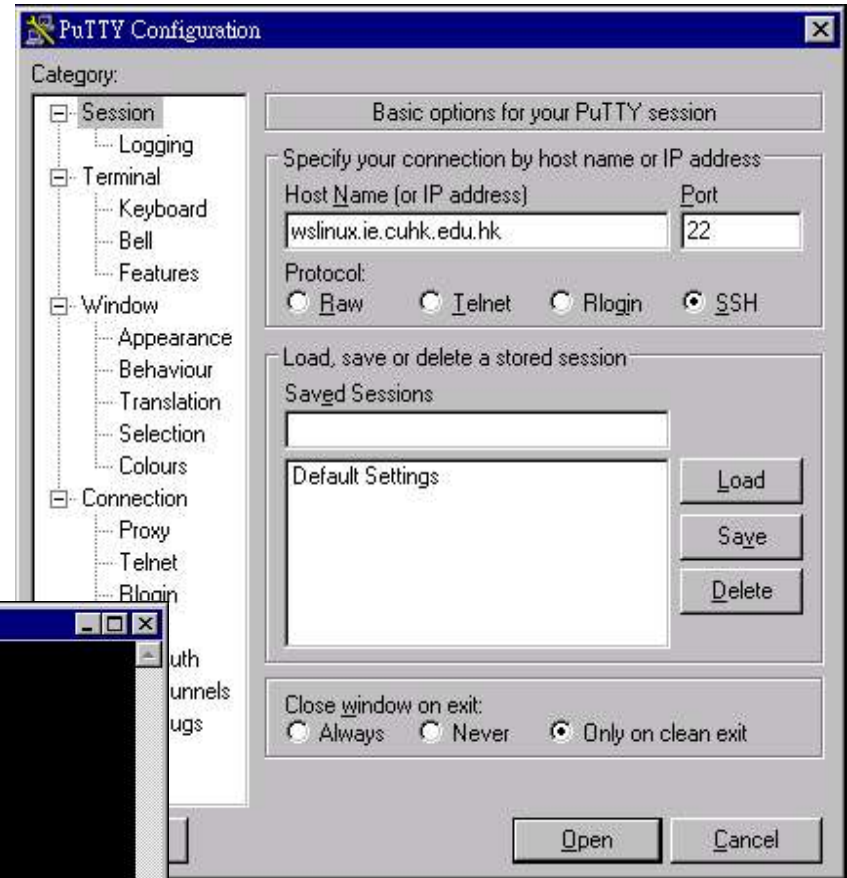 PuTTY Configuration
Category:
Session
Logging
Terminal
Keyboard
Bell
Features
Window
Appearance
Behaviour
Translation
Selection
Colours
Connection
Proxy
Telnet
Rlogin
uth
unnels
ugs
Basic options for your PuTTY session
Specify your connection by host name or IP address
Host Name (or IP address) Port
wslinux.ie.cuhk.edu.hk 22
Protocol:
Raw Telnet Rlogin SSH
Load, save or delete a stored session
Saved Sessions
Default Settings
Load
Save
Delete
Close window on exit:
Always Never Only on clean exit
Open Cancel